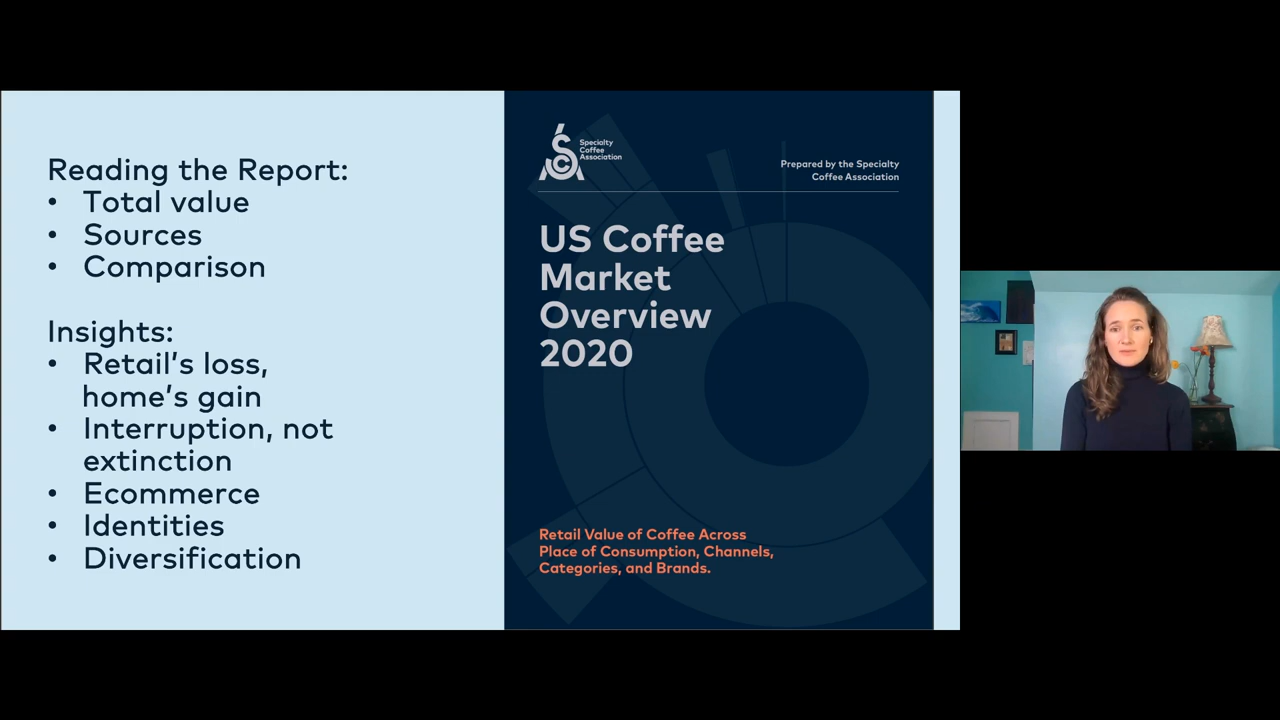 Reading the Report:
• Total value
• Sources
• Comparison
Insights:
• Retail’s loss,
home’s gain
• Interruption, not
extinction
• Ecommerce
• Identities
• Diversification
Specialty
Coffee
Association
Prepared by the Specialty
Coffee Association
US Coffee
Market
Overview
2020
Retail Value of Coffee Across
Place of Consumption, Channels,
Categories, and Brands.